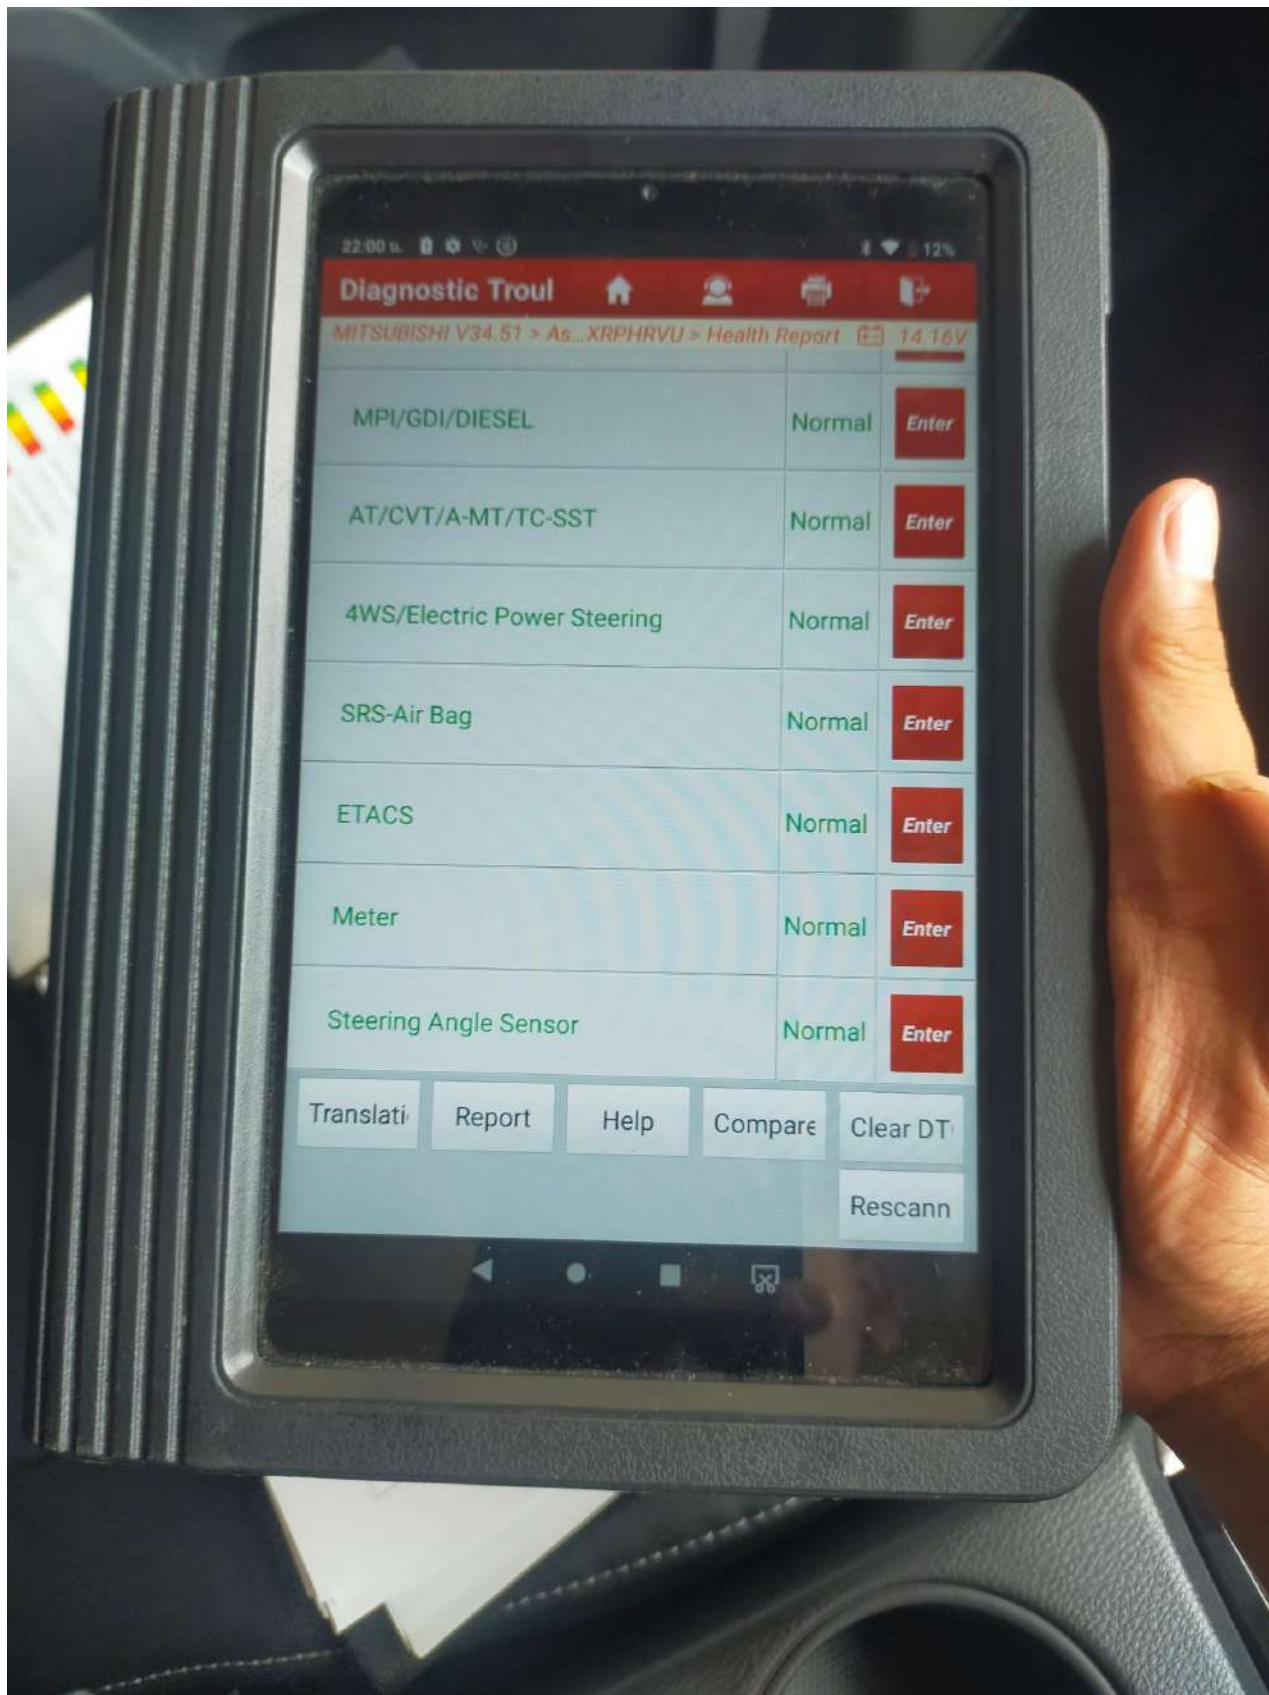 22:00 น. 12%
Diagnostic Troul
MITSUBISHI V34.51 > As...XRPHRVU > Health Report 14.16V
MPI/GDI/DIESEL Normal Enter
AT/CVT/A-MT/TC-SST Normal Enter
4WS/Electric Power Steering Normal Enter
SRS-Air Bag Normal Enter
ETACS Normal Enter
Meter Normal Enter
Steering Angle Sensor Normal Enter
Translati Report Help Compare Clear DT
Rescann